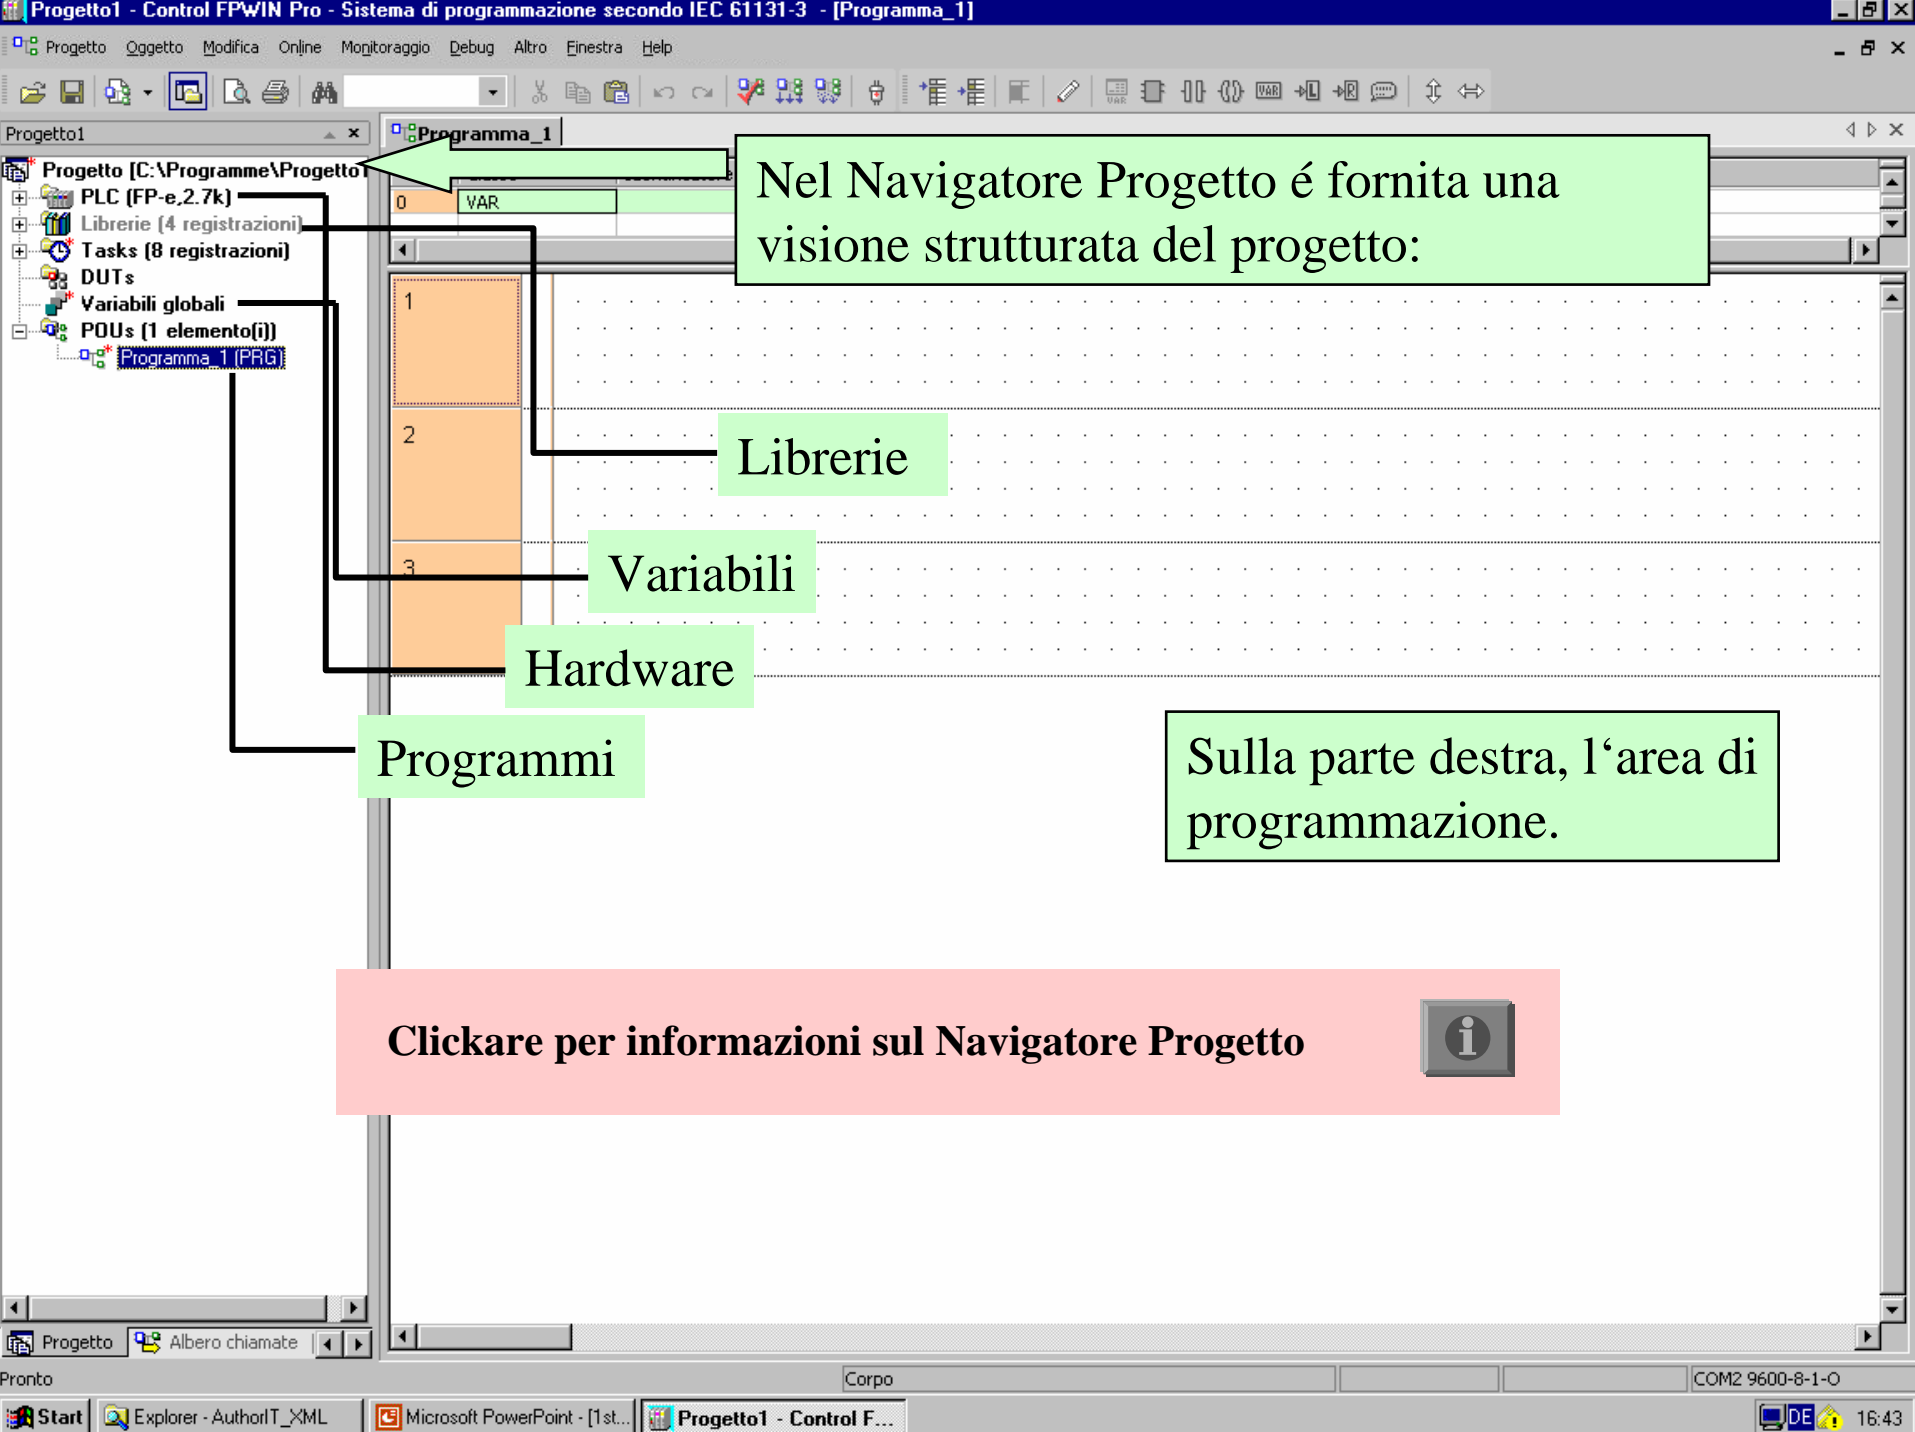 Progetto1 - Control FPWIN Pro - Sistema di programmazione secondo IEC 61131-3 - [Programma_1]
Progetto Oggetto Modifica Online Monitoraggio Debug Altro Finestra Help
Progetto1
Programma_1
Progetto [C:\Programme\Progetto1
PLC (FP-e,2.7k)
Librerie (4 registrazioni)
Tasks (8 registrazioni)
DUTs
Variabili globali
POUs (1 elemento(i))
Programma_1 (PRG)
0 VAR
Nel Navigatore Progetto é fornita una
visione strutturata del progetto:
1
2
Librerie
3
Variabili
Hardware
Programmi
Sulla parte destra, l‘area di
programmazione.
Clickare per informazioni sul Navigatore Progetto
Progetto Albero chiamate
Pronto Corpo COM2 9600-8-1-O
Start Explorer - AuthorIT_XML Microsoft PowerPoint - [1st... Progetto1 - Control F... DE 16:43